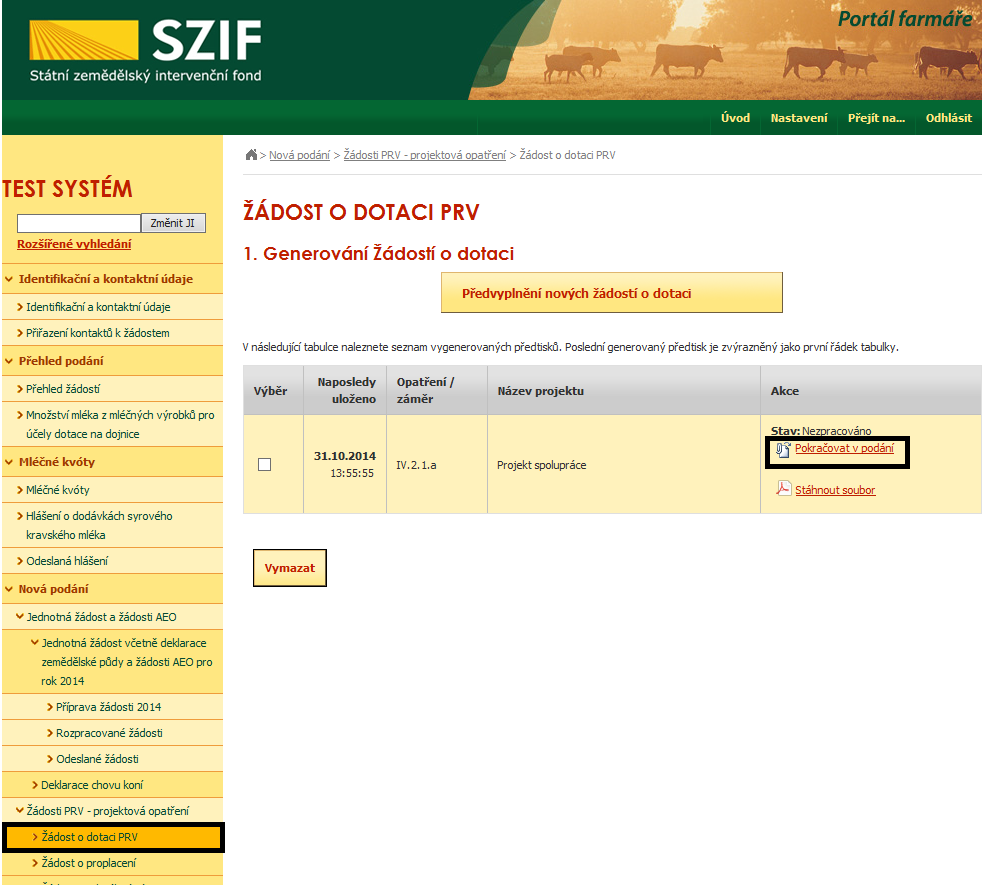 SZIF
Státní zemědělský intervenční fond
Portál farmáře
Úvod
Nastavení
Přejít na...
Odhlásit
TEST SYSTÉM
Změnit JI
Rozšířené vyhledání
Identifikační a kontaktní údaje
Identifikační a kontaktní údaje
Přiřazení kontaktů k žádostem
Přehled podání
Přehled žádostí
Množství mléka z mléčných výrobků pro
účely dotace na dojnice
Mléčné kvóty
Mléčné kvóty
Hlášení o dodávkách syrového
kravského mléka
Odeslaná hlášení
Nová podání
Jednotná žádost a žádosti AEO
Jednotná žádost včetně deklarace
zemědělské půdy a žádosti AEO pro
rok 2014
Příprava žádosti 2014
Rozpracované žádosti
Odeslané žádosti
Deklarace chovu koní
Žádosti PRV - projektová opatření
Žádost o dotaci PRV
Žádost o proplacení
> Nová podání > Žádosti PRV - projektová opatření > Žádost o dotaci PRV
ŽÁDOST O DOTACI PRV
1. Generování Žádostí o dotaci
Předvyplnění nových žádostí o dotaci
V následující tabulce naleznete seznam vygenerovaných předtisků. Poslední generovaný předtisk je zvýrazněný jako první řádek tabulky.
Výběr
Naposledy
uloženo
Opatření /
záměr
Název projektu
Akce
31.10.2014
13:55:55
IV.2.1.a
Projekt spolupráce
Stav: Nezpracováno
Pokračovat v podání
Stáhnout soubor
Vymazat